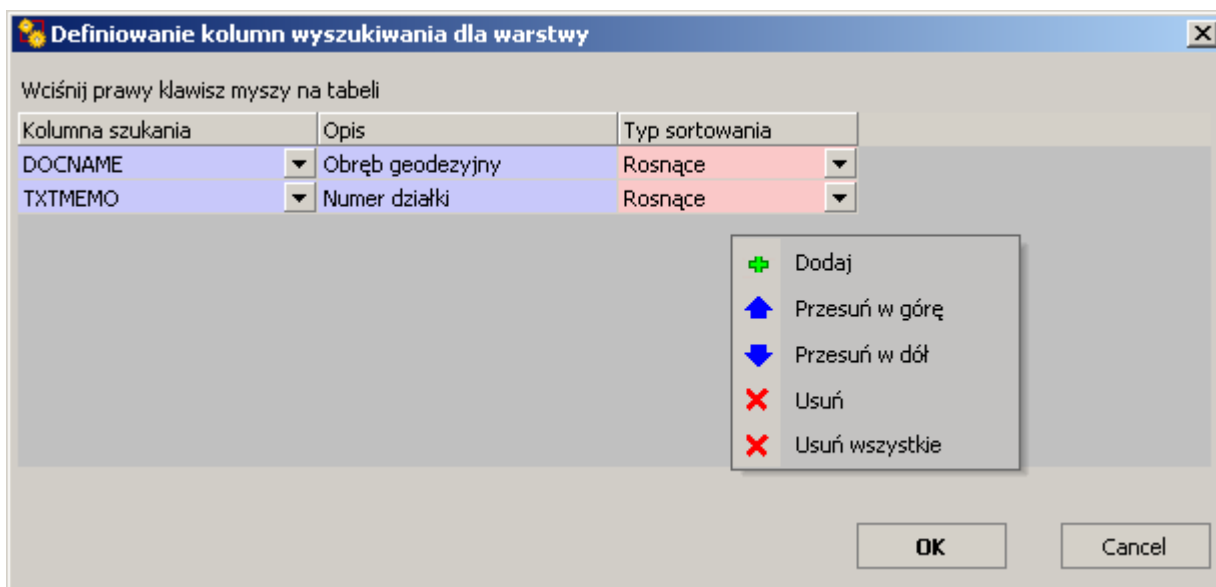 Definiowanie kolumn wyszukiwania dla warstwy
Wciśnij prawy klawisz myszy na tabeli
Kolumna szukania Opis Typ sortowania
DOCNAME Obręb geodezyjny Rosnące
TXTMEMO Numer działki Rosnące
Dodaj
Przesuń w górę
Przesuń w dół
Usuń
Usuń wszystkie
OK Cancel